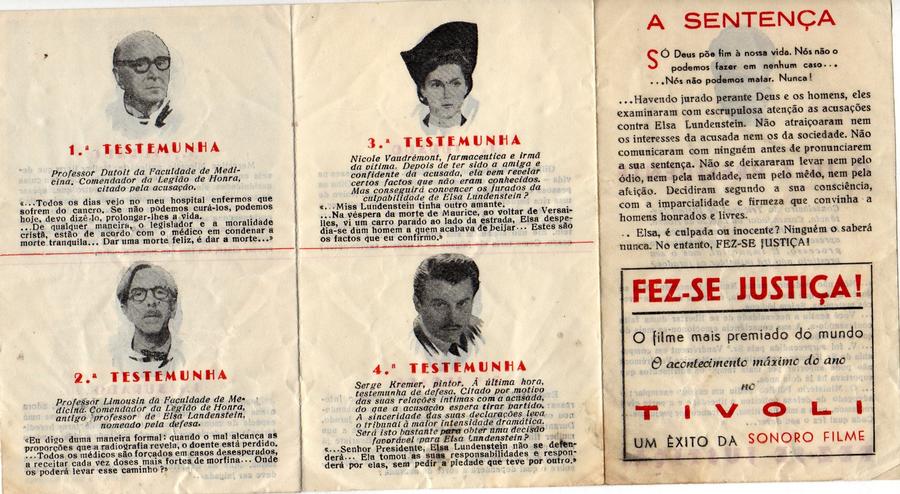 1.ª TESTEMUNHA
Professor Dutoit da Faculdade de Medi-
cina, Comendador da Legião de Honra,
citado pela acusação.
«...Todos os dias vejo no meu hospital enfermos que
sofrem do cancro. Se não podemos curá-los, podemos
hoje, devo dizê-lo, prolonger-lhes a vida.
...De qualquer maneira, o legislador e a moralidade
cristã, estão de acordo com o médico em condenar a
morte tranquila... Dar uma morte feliz, é dar a morte...»
2.ª TESTEMUNHA
Professor Limousin da Faculdade de Me-
dicina Comendador da Legião de Honra,
antigo professor de Elsa Lundenstein,
nomeado pela defesa.
«Eu digo duma maneira formal: quando o mal alcança as
proporções que a radiografia revela, o doente está perdido.
...Todos os médicos são forçados em casos desesperados,
a receitar cada vez doses mais fortes de morfina... Onde
os poderá levar esse caminho?»
3.ª TESTEMUNHA
Nicole Vaudrémont, farmaceutica e irmã
da vítima. Depois de ter sido a amiga e
confidente da acusada, ela vem revelar
certos factos que não eram conhecidos.
Mas conseguirá convencer os jurados da
culpabilidade de Elsa Lundenstein?
«...Miss Lundenstein tinha outro amante.
...Na véspera da morte de Maurice, ao voltar de Versai-
lles, vi um carro parado ao lado da estrada, Elsa despe-
dia-se dum homem a quem acabava de beijar... Estes são
os factos que eu confirmo.»
4.ª TESTEMUNHA
Serge Kremer, pintor. À última hora,
testemunha de defesa. Citado por motivo
das suas relações intimas com a acusada,
do que a acusação espera tirar partido.
A sinceridade das suas declarações leva
o tribunal à maior intensidade dramatica.
Será isto bastante para obter uma decisão
favorável para Elsa Lundenstein?
«...Senhor Presidente, Elsa Lundenstein não se defen-
derá... Ela tomou as suas responsabilidades e respon-
derá por elas, sem pedir a piedade que teve por outro.»
A SENTENÇA
SÓ Deus põe fim à nossa vida. Nós não o
podemos fazer em nenhum caso...
...Nós não podemos matar. Nunca!
...Havendo jurado perante Deus e os homens, eles
examinaram com escrupulosa atenção as acusações
contra Elsa Lundenstein. Não atraiçoaram nem
os interesses da acusada nem os da sociedade. Não
comunicaram com ninguém antes de pronunciarem
a sua sentença. Não se deixararam levar nem pelo
ódio, nem pela maldade, nem pelo mêdo, nem pela
afeição. Decidiram segundo a sua consciência,
com a imparcialidade e firmeza que convinha a
homens honrados e livres.
.. Elsa, é culpada ou inocente? Ninguém o saberá
nunca. No entanto, FEZ-SE JUSTIÇA!
FEZ-SE JUSTIÇA!
O filme mais premiado do mundo
O acontecimento máximo do ano
no
TIVOLI
UM ÊXITO DA SONORO FILME